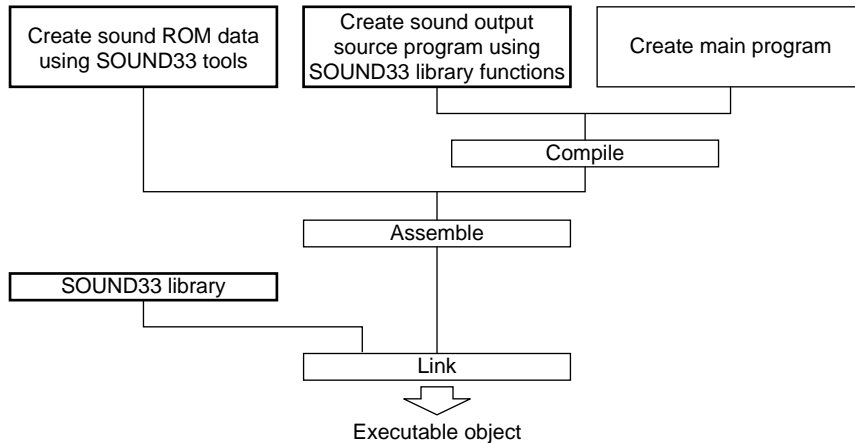 Create sound ROM data
using SOUND33 tools
Create sound output
source program using
SOUND33 library functions
Create main program
Compile
Assemble
SOUND33 library
Link
Executable object